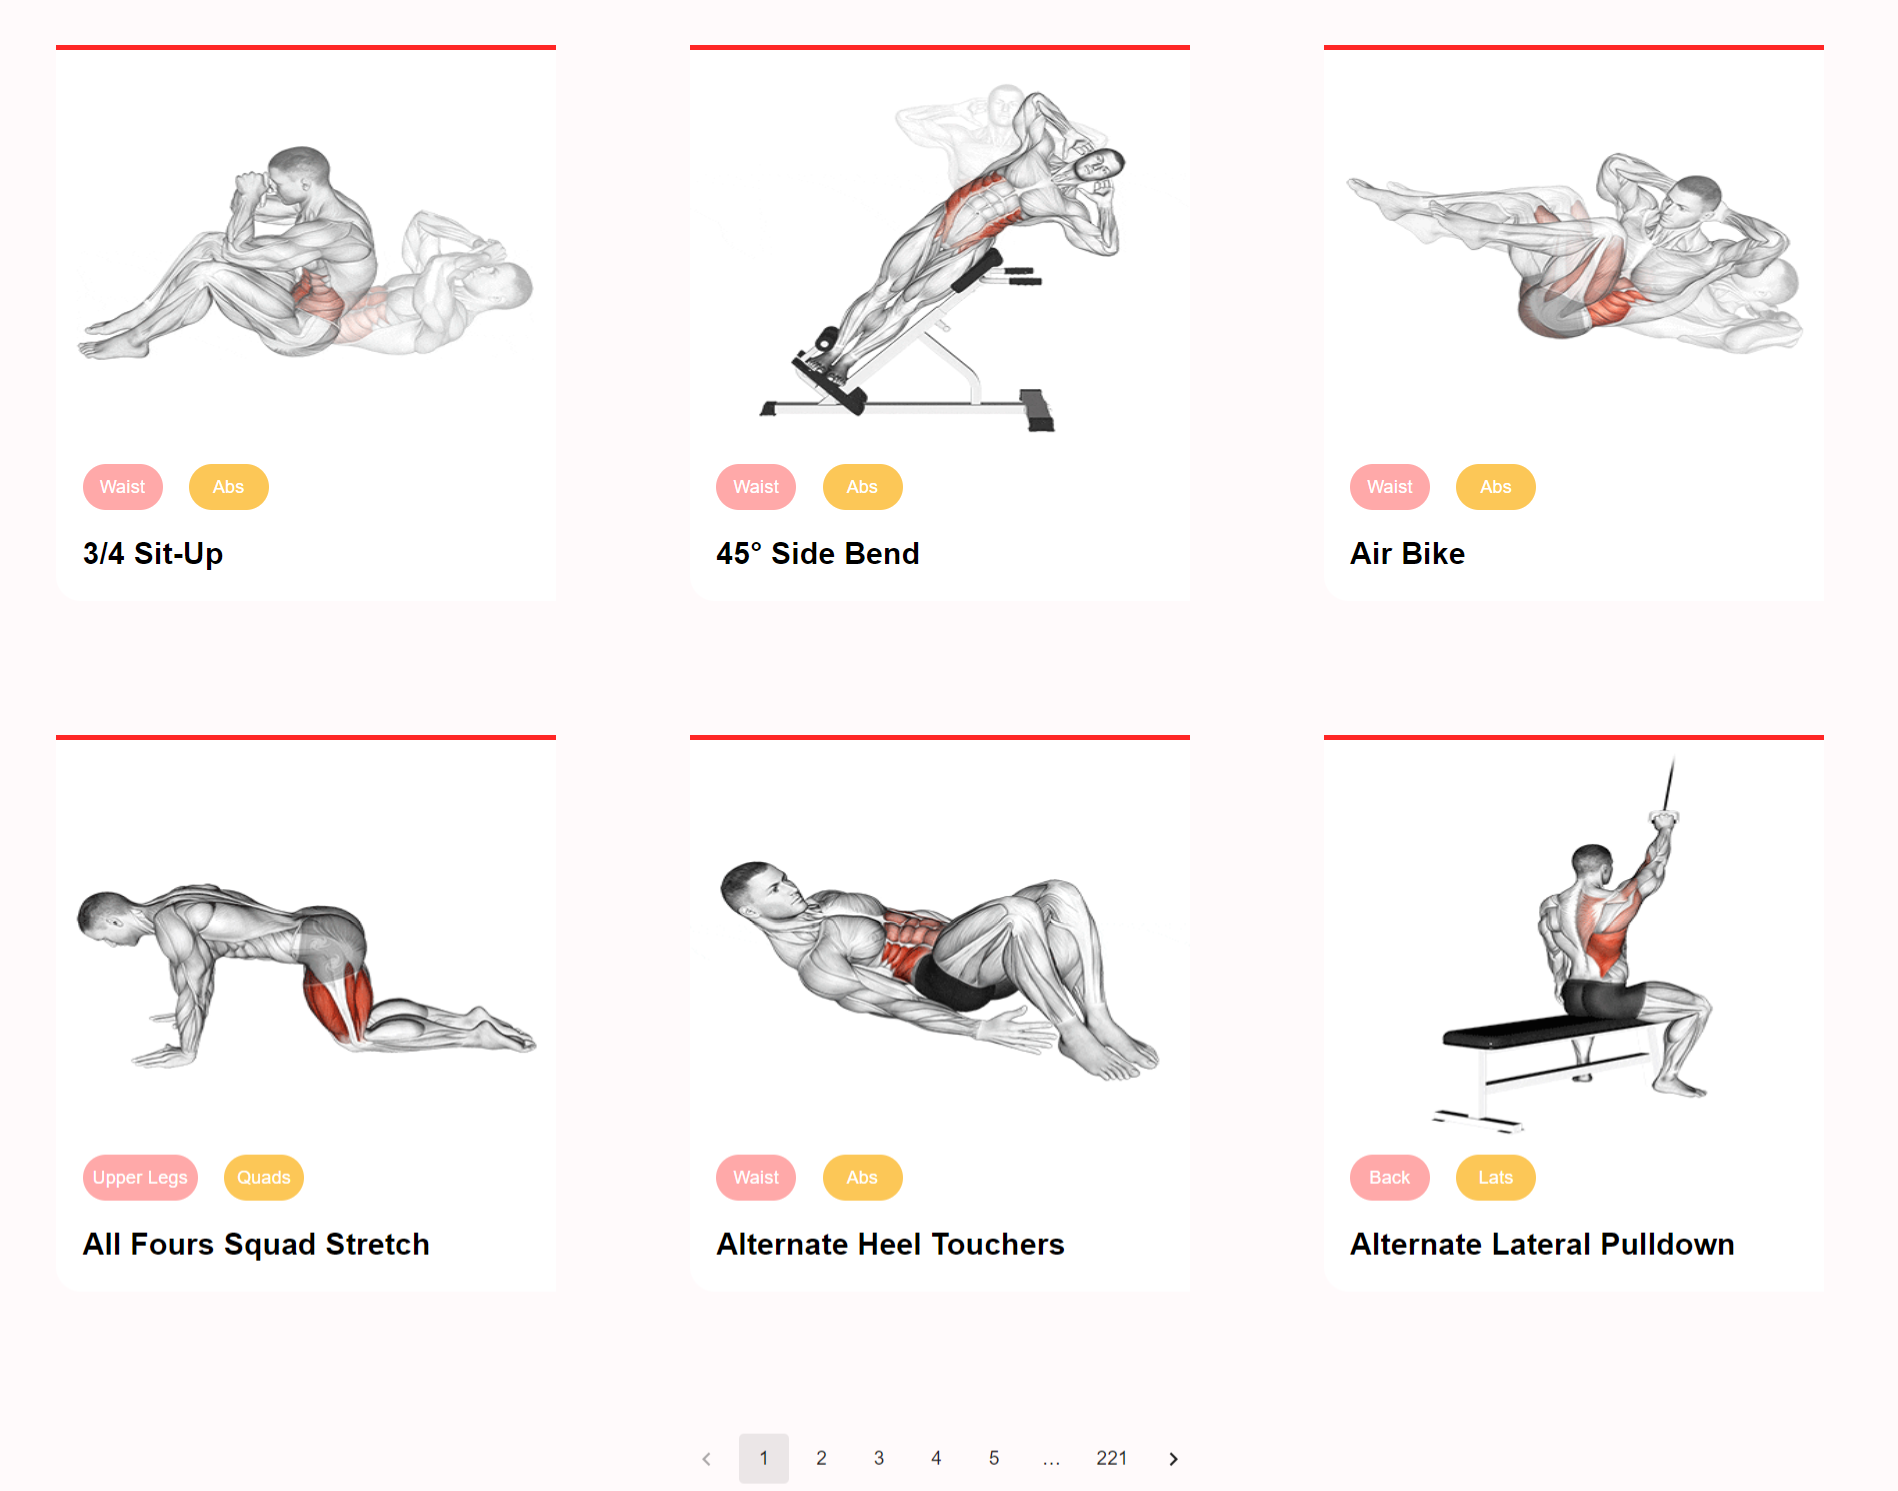 Waist Abs
3/4 Sit-Up
Waist Abs
45° Side Bend
Waist Abs
Air Bike
Upper Legs Quads
All Fours Squad Stretch
Waist Abs
Alternate Heel Touchers
Back Lats
Alternate Lateral Pulldown
‹ 1 2 3 4 5 … 221 ›